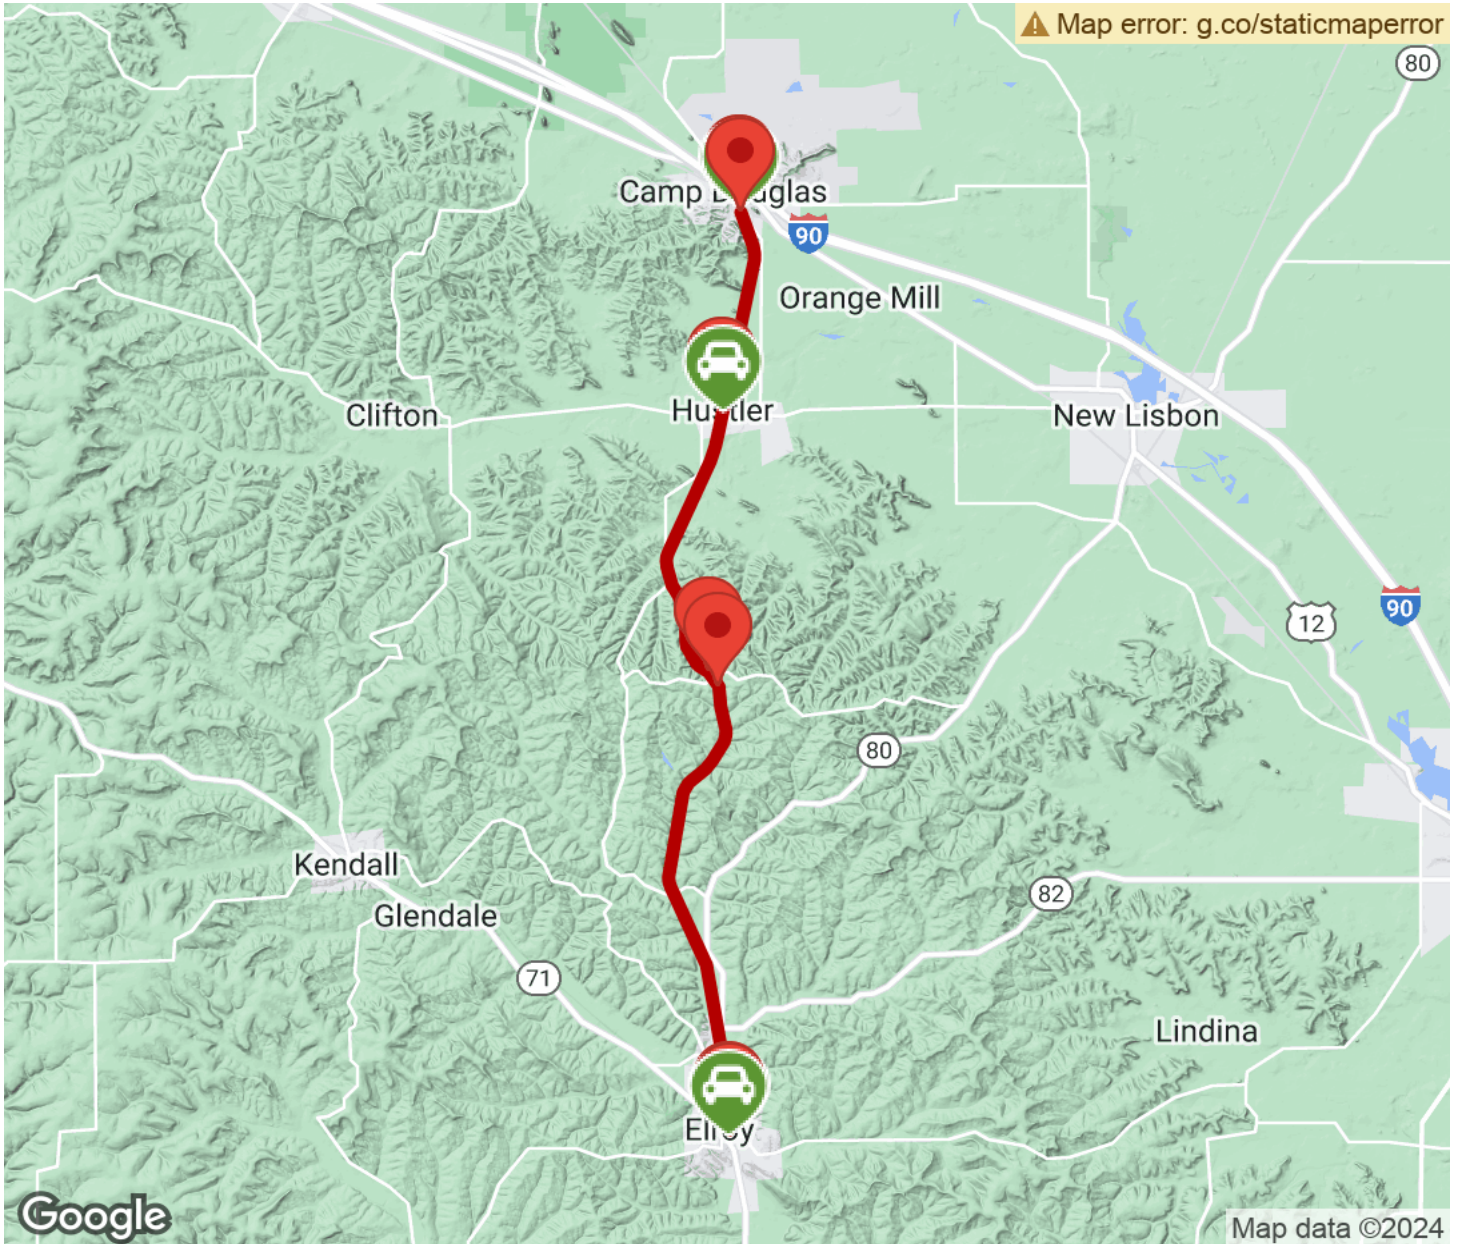 Map error: g.co/staticmaperror
80
Camp Douglas
90
Orange Mill
Clifton
Hustler
New Lisbon
90
12
80
Kendall
82
Glendale
71
Lindina
Elroy
Google
Map data ©2024